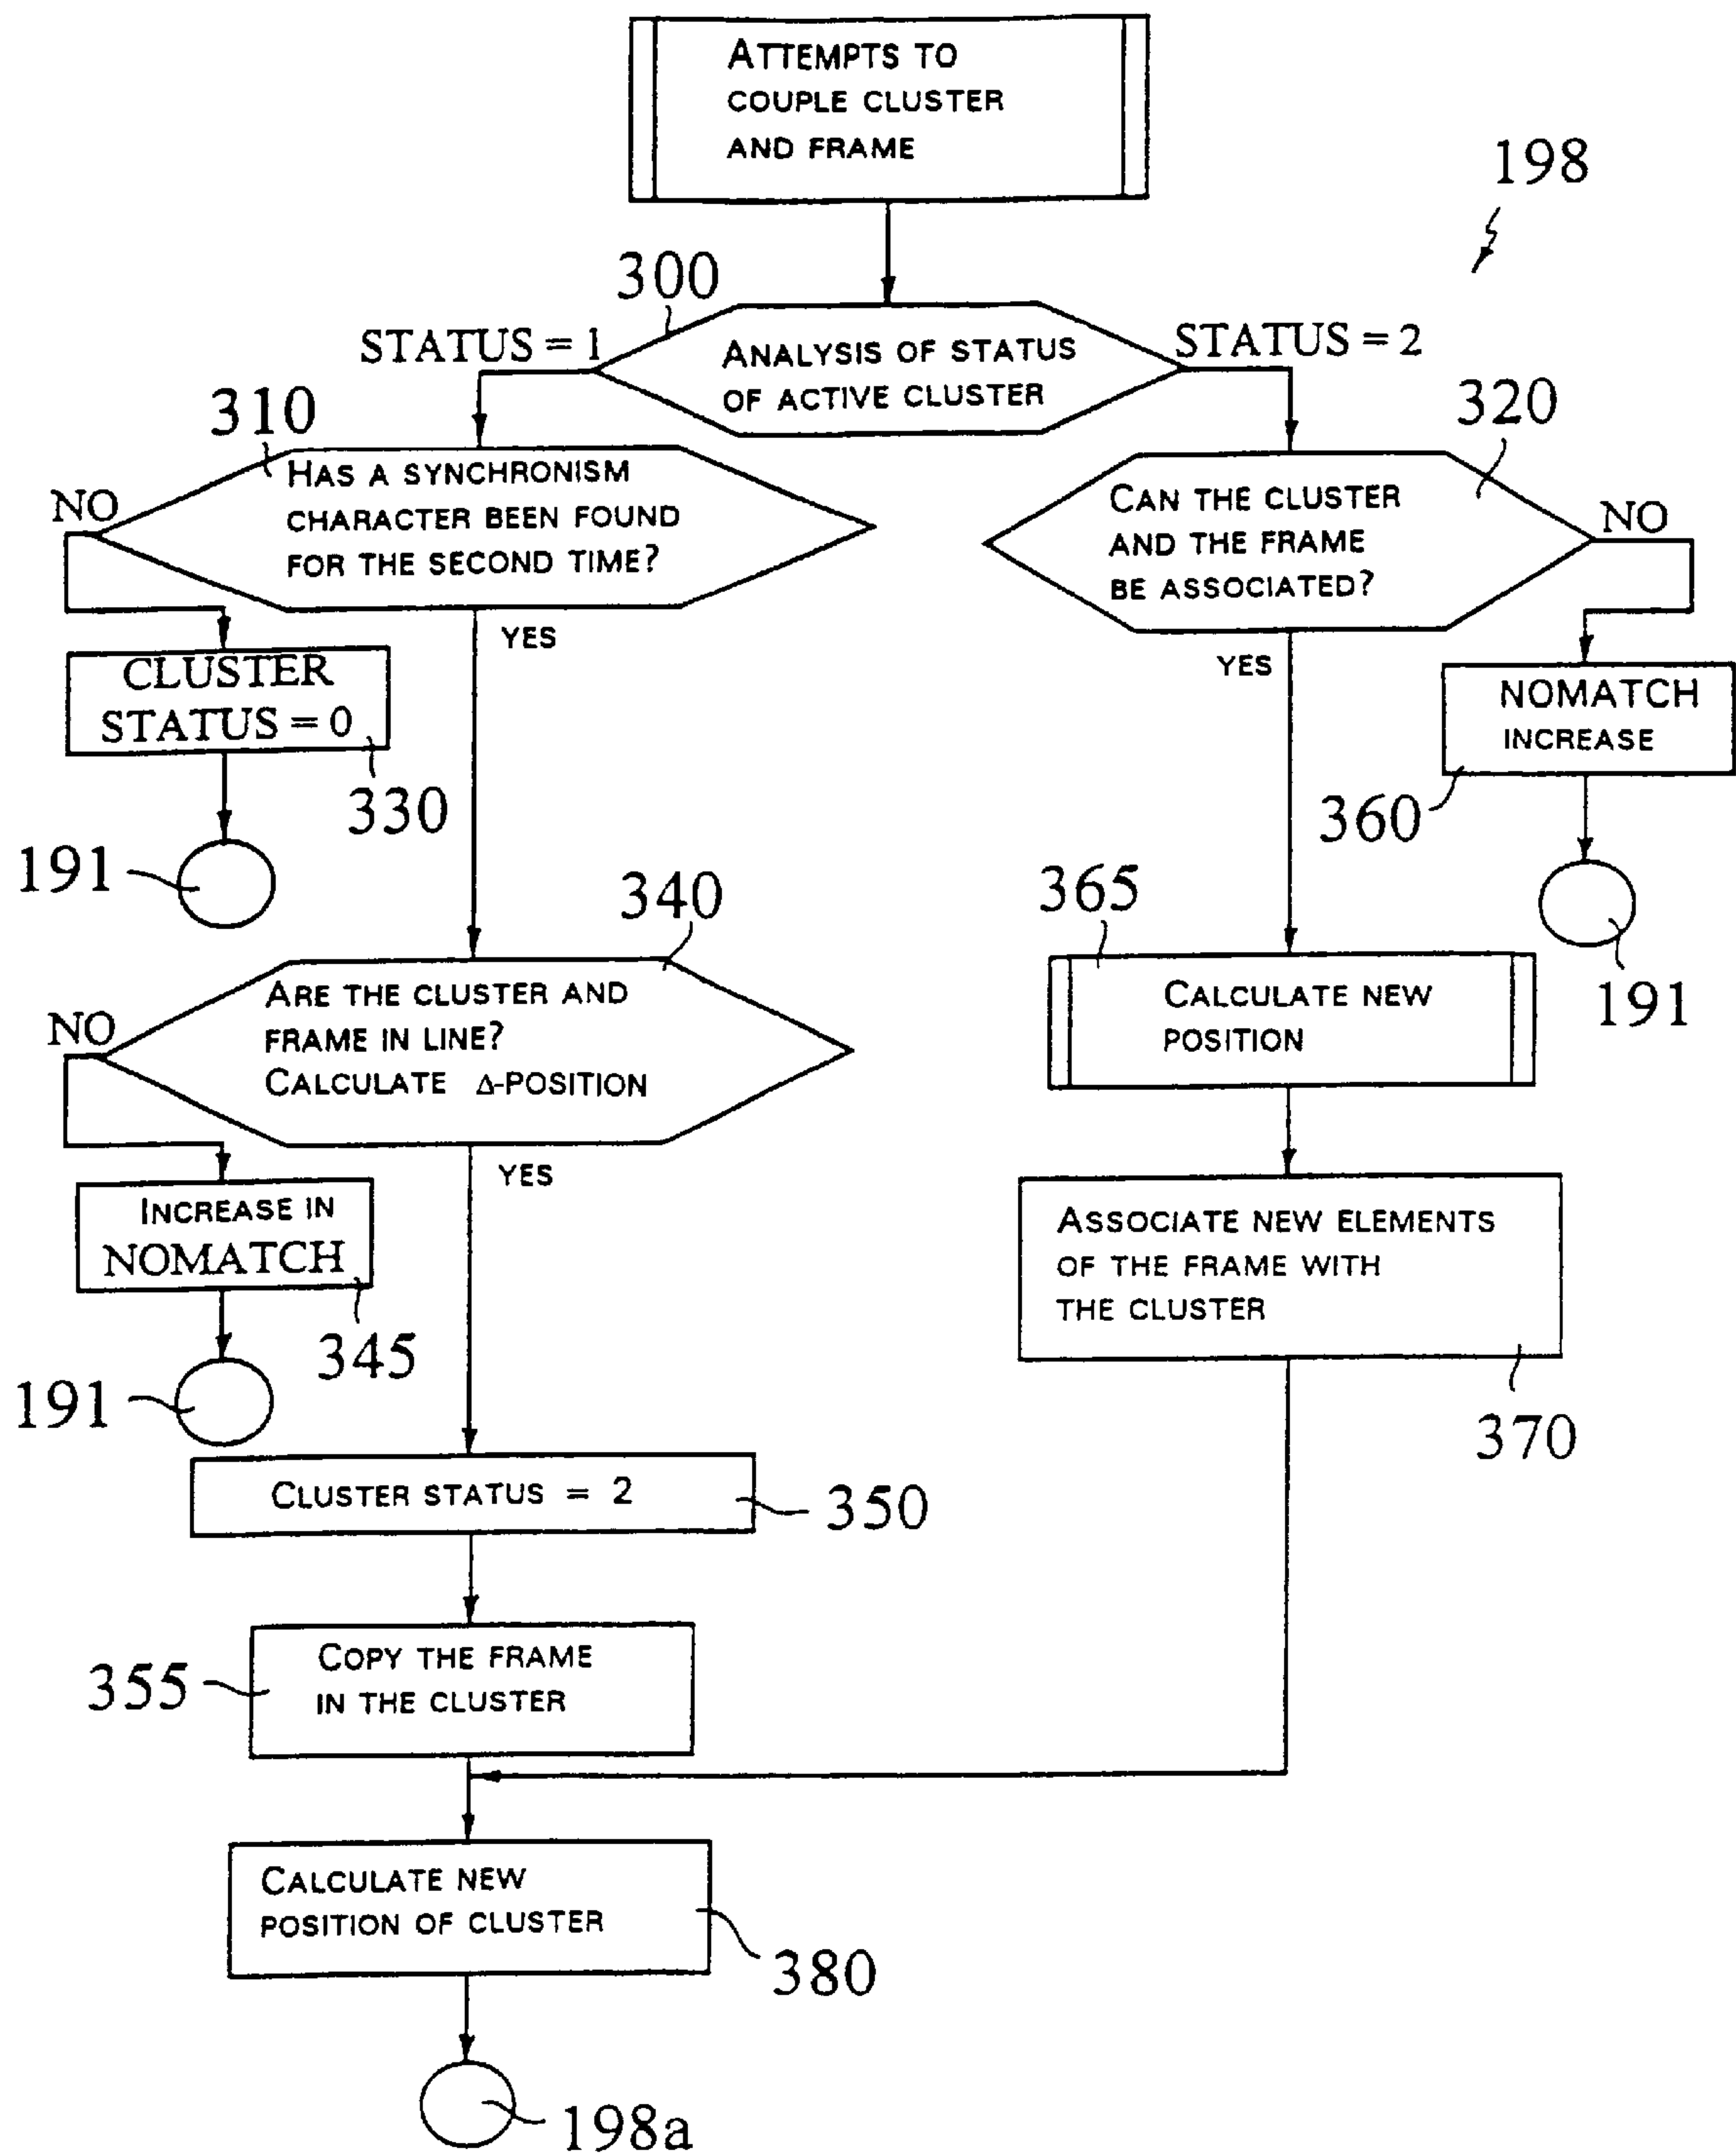 ATTEMPTS TO
COUPLE CLUSTER
AND FRAME
198
300
STATUS = 1
ANALYSIS OF STATUS
OF ACTIVE CLUSTER
STATUS = 2
310
HAS A SYNCHRONISM
CHARACTER BEEN FOUND
FOR THE SECOND TIME?
NO
YES
320
CAN THE CLUSTER
AND THE FRAME
BE ASSOCIATED?
NO
YES
CLUSTER
STATUS = 0
330
191
NOMATCH
INCREASE
360
191
340
ARE THE CLUSTER AND
FRAME IN LINE?
CALCULATE Δ-POSITION
NO
YES
365
CALCULATE NEW
POSITION
INCREASE IN
NOMATCH
345
191
ASSOCIATE NEW ELEMENTS
OF THE FRAME WITH
THE CLUSTER
370
CLUSTER STATUS = 2
350
COPY THE FRAME
IN THE CLUSTER
355
CALCULATE NEW
POSITION OF CLUSTER
380
198a